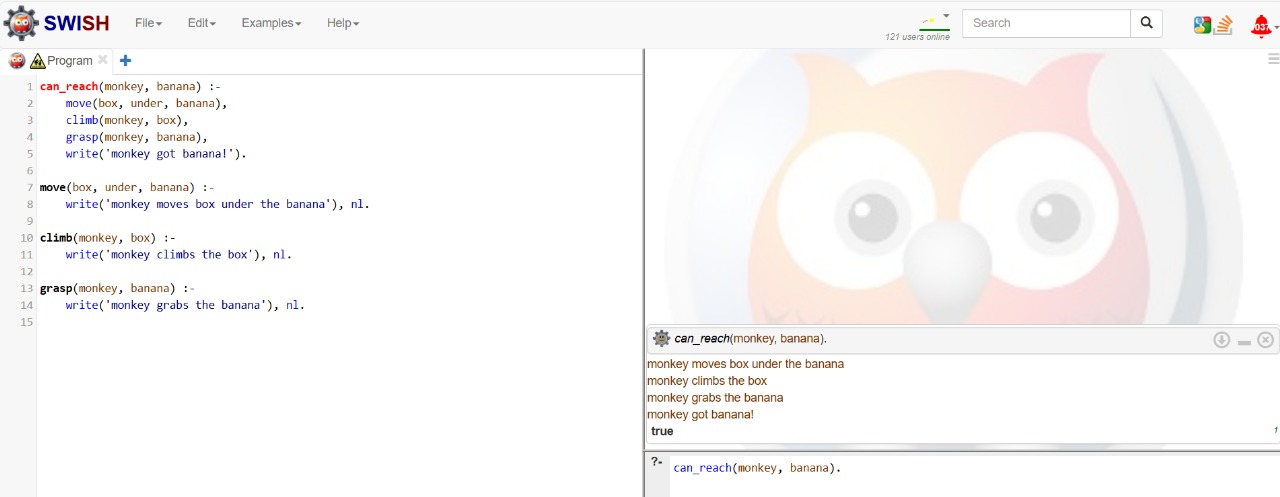 SWISH File Edit Examples Help 121 users online Search
Program
1 can_reach(monkey, banana) :-
2 move(box, under, banana),
3 climb(monkey, box),
4 grasp(monkey, banana),
5 write('monkey got banana!').
6
7 move(box, under, banana) :-
8 write('monkey moves box under the banana'), nl.
9
10 climb(monkey, box) :-
11 write('monkey climbs the box'), nl.
12
13 grasp(monkey, banana) :-
14 write('monkey grabs the banana'), nl.
15
can_reach(monkey, banana).
monkey moves box under the banana
monkey climbs the box
monkey grabs the banana
monkey got banana!
true 1
?- can_reach(monkey, banana).